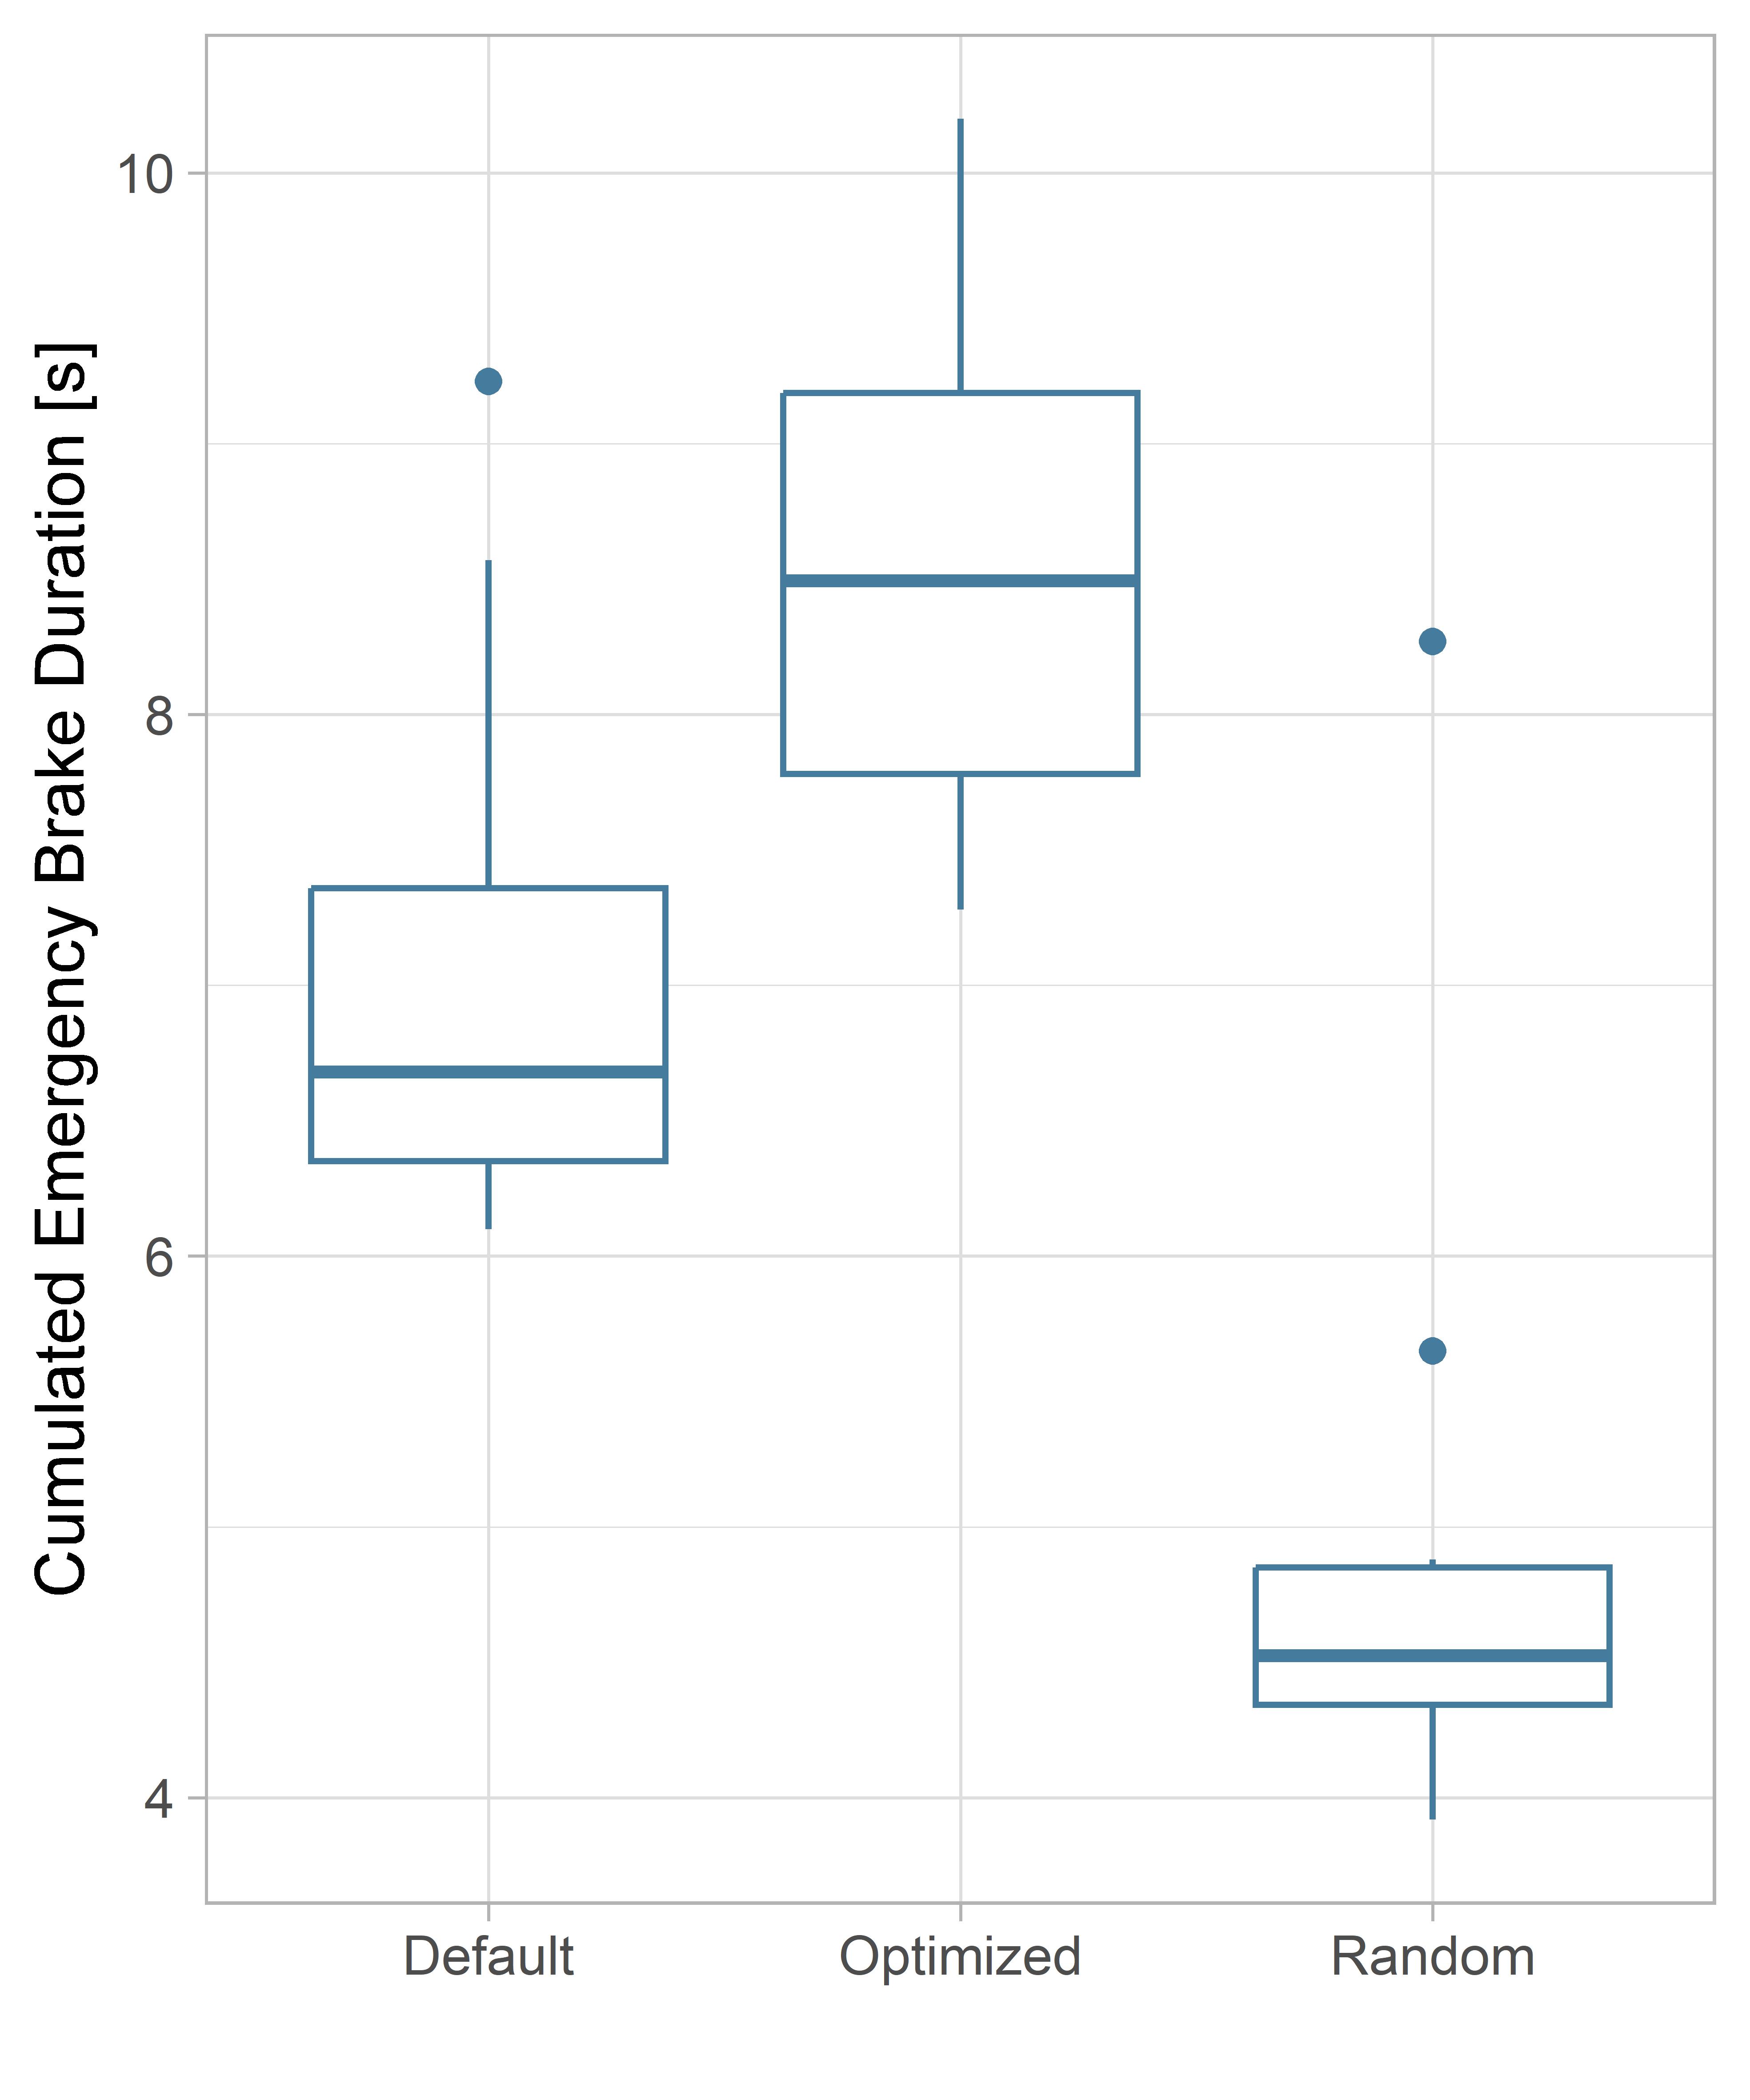 Cumulated Emergency Brake Duration [s]
10
8
6
4
Default Optimized Random